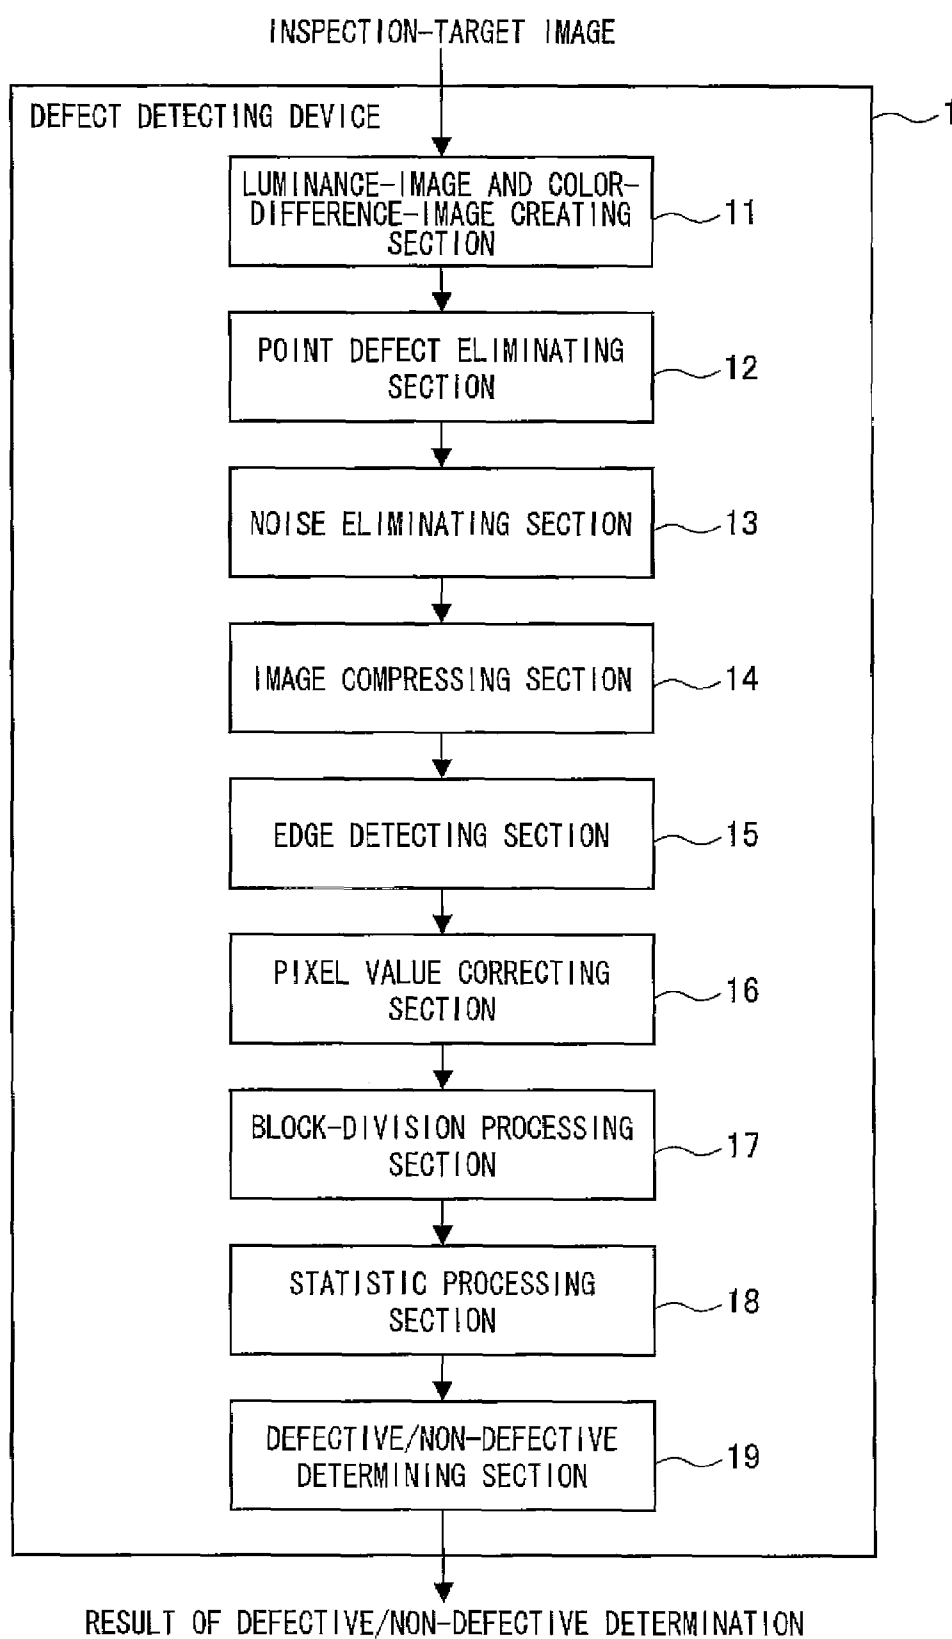 INSPECTION-TARGET IMAGE
DEFECT DETECTING DEVICE
1
LUMINANCE-IMAGE AND COLOR-
DIFFERENCE-IMAGE CREATING
SECTION
11
POINT DEFECT ELIMINATING
SECTION
12
NOISE ELIMINATING SECTION
13
IMAGE COMPRESSING SECTION
14
EDGE DETECTING SECTION
15
PIXEL VALUE CORRECTING
SECTION
16
BLOCK-DIVISION PROCESSING
SECTION
17
STATISTIC PROCESSING
SECTION
18
DEFECTIVE/NON-DEFECTIVE
DETERMINING SECTION
19
RESULT OF DEFECTIVE/NON-DEFECTIVE DETERMINATION